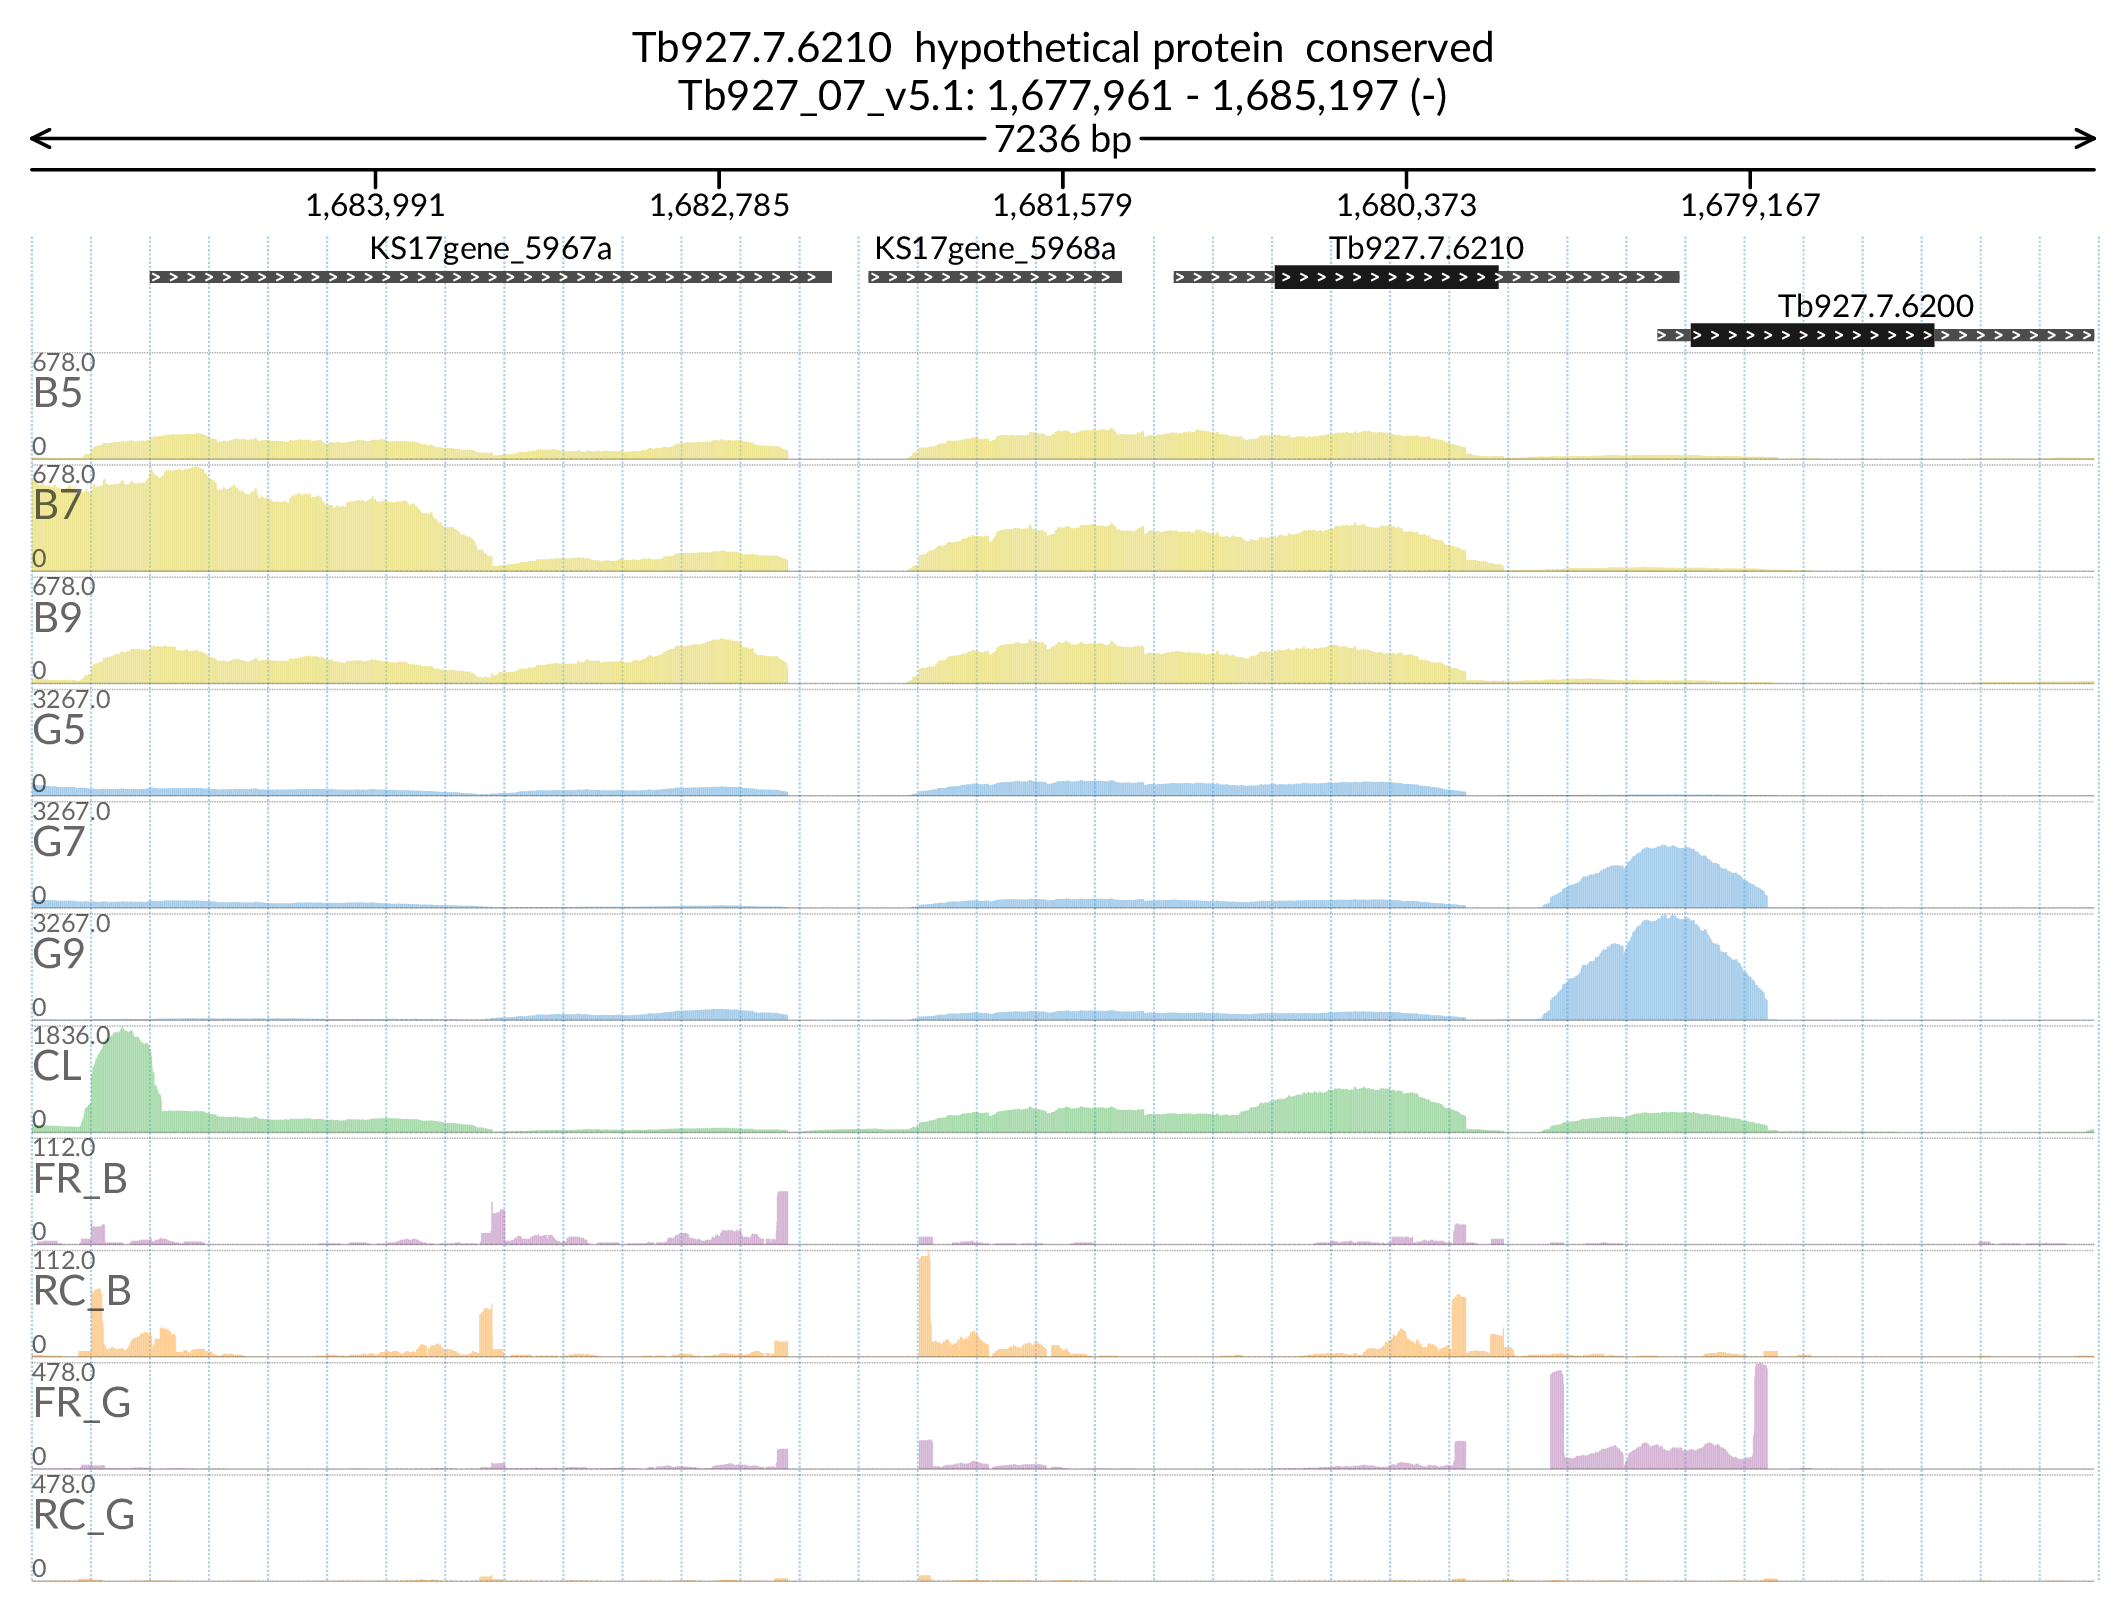 Tb927.7.6210  hypothetical protein  conserved
Tb927_07_v5.1: 1,677,961 - 1,685,197 (-)
7236 bp
1,683,991 1,682,785 1,681,579 1,680,373 1,679,167
KS17gene_5967a KS17gene_5968a Tb927.7.6210
Tb927.7.6200
678.0
B5
0
678.0
B7
0
678.0
B9
0
3267.0
G5
0
3267.0
G7
0
3267.0
G9
0
1836.0
CL
0
112.0
FR_B
0
112.0
RC_B
0
478.0
FR_G
0
478.0
RC_G
0